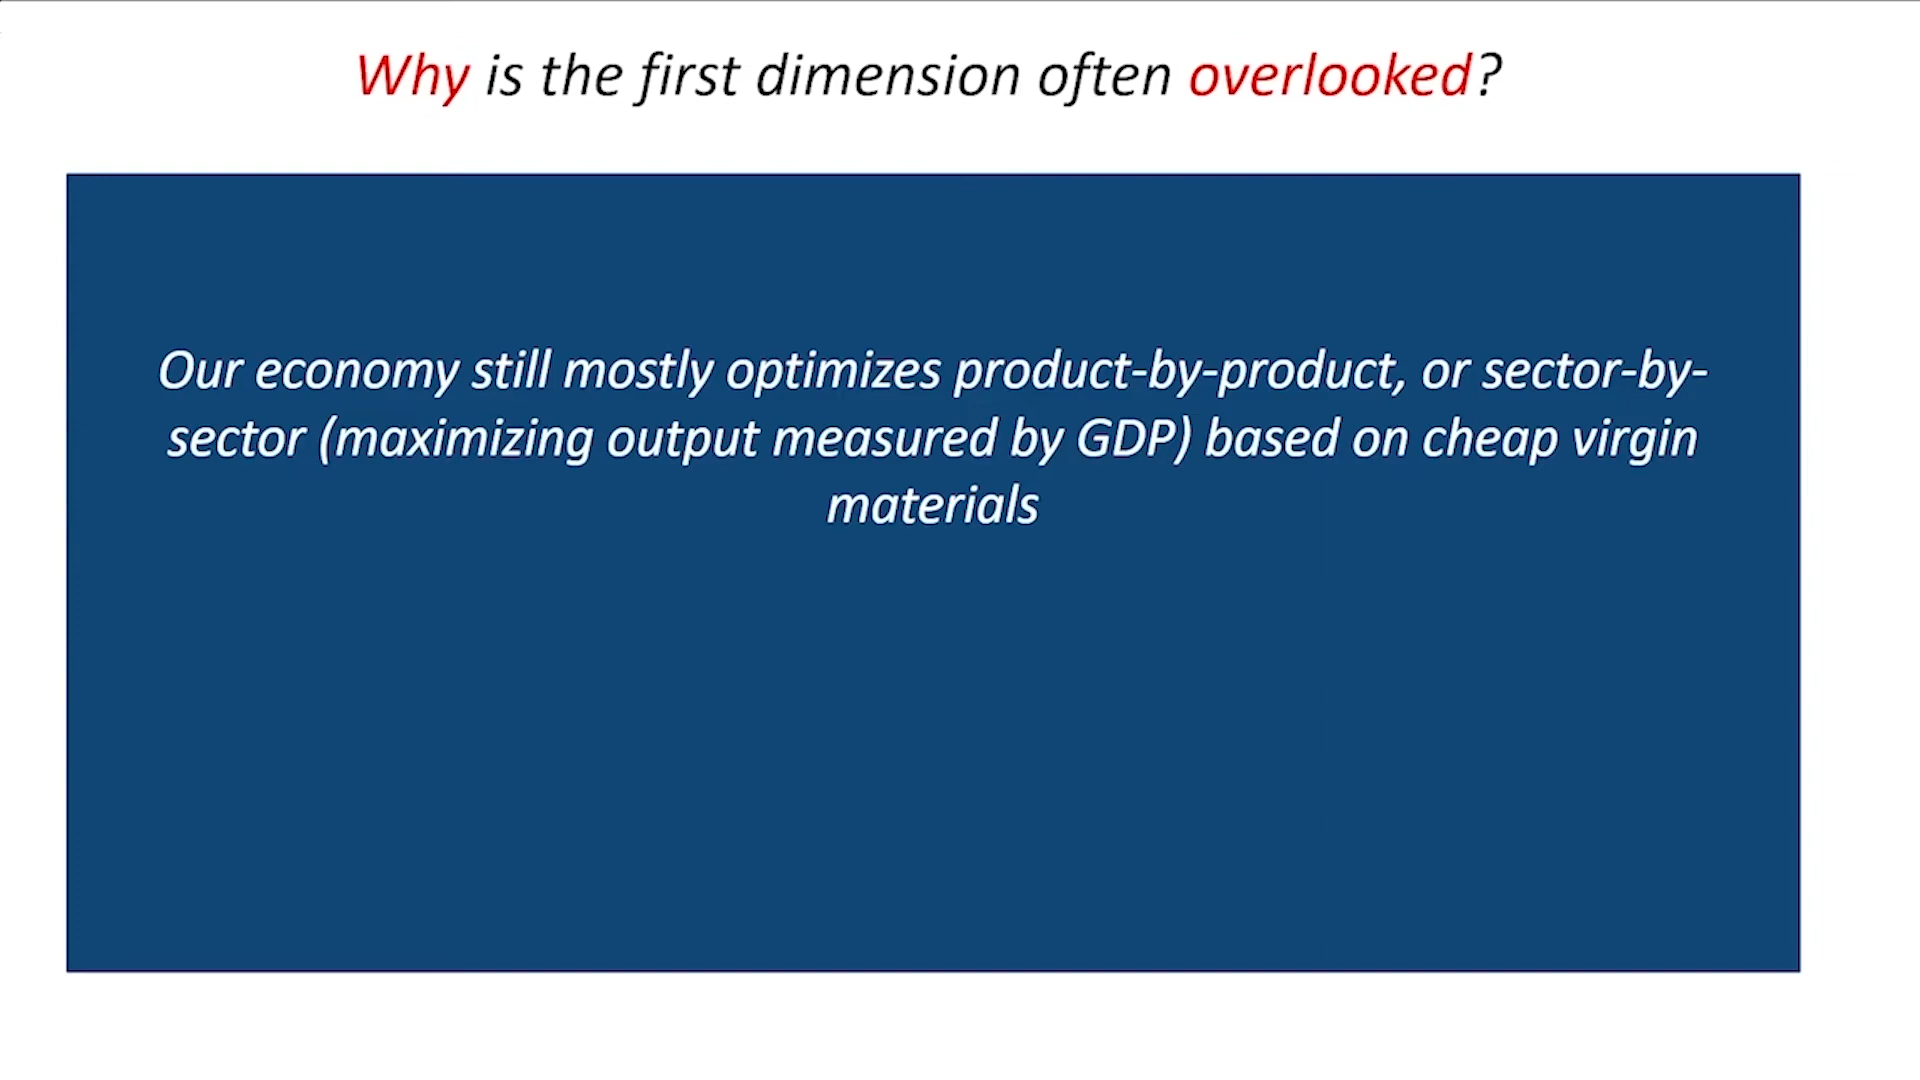 Why is the first dimension often overlooked?
Our economy still mostly optimizes product-by-product, or sector-by-
sector (maximizing output measured by GDP) based on cheap virgin
materials